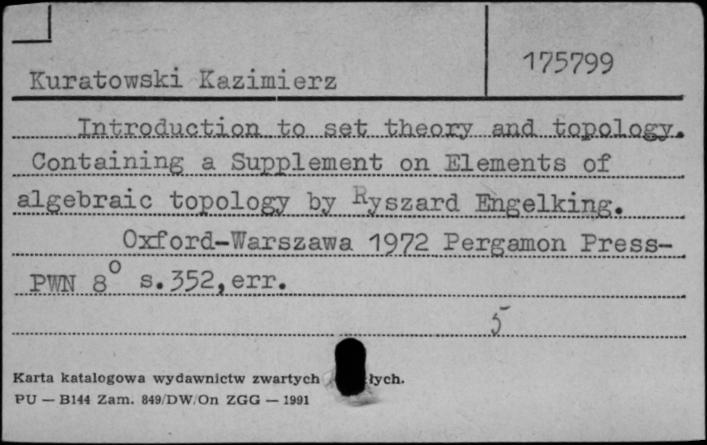 Kuratowski Kazimierz
175799
Introduction to set theory and topology.
Containing a Supplement on Elements of
algebraic topology by Ryszard Engelking.
Oxford-Warszawa 1972 Pergamon Press-
PWN 8° s.352,err.
5
Karta katalogowa wydawnictw zwartych łych.
PU — B144 Zam. 849/DW/On ZGG — 1991